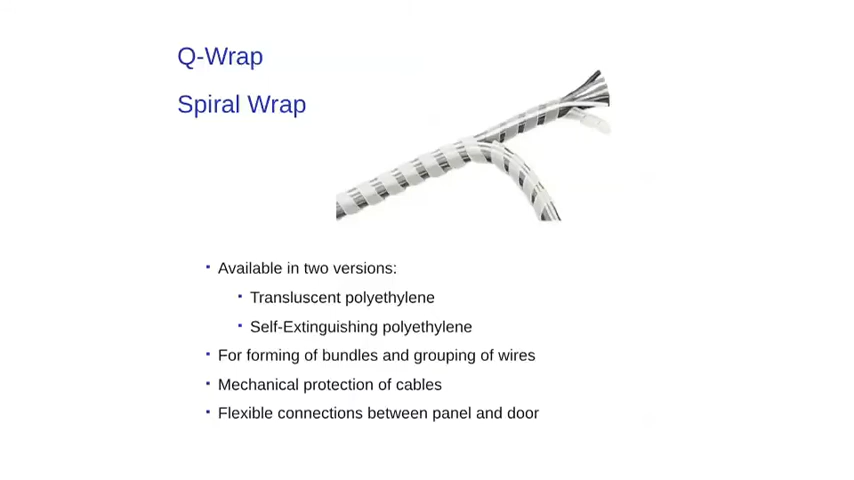 Q-Wrap
Spiral Wrap
▪ Available in two versions:
▪ Transluscent polyethylene
▪ Self-Extinguishing polyethylene
▪ For forming of bundles and grouping of wires
▪ Mechanical protection of cables
▪ Flexible connections between panel and door